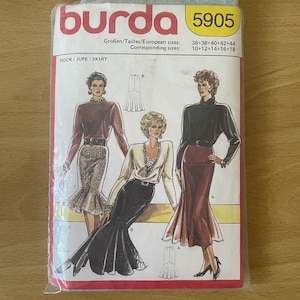 burda
5905
Größen/Tailles/European sizes: 36•38•40•42•44
Corresponding sizes: 10•12•14•16•18
ROCK / JUPE / SKIRT
B
A
B
A